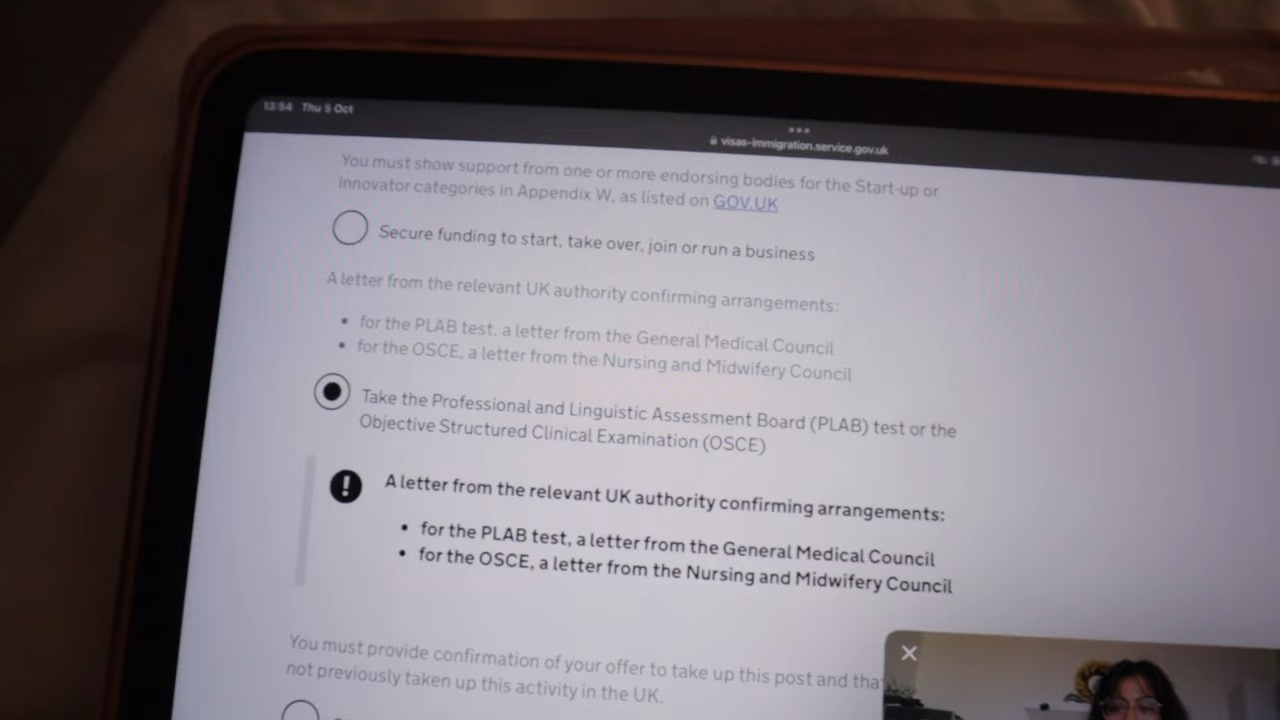 13:54 Thu 5 Oct
visas-immigration.service.gov.uk
You must show support from one or more endorsing bodies for the Start-up or
Innovator categories in Appendix W, as listed on GOV.UK
Secure funding to start, take over, join or run a business
A letter from the relevant UK authority confirming arrangements:
• for the PLAB test, a letter from the General Medical Council
• for the OSCE, a letter from the Nursing and Midwifery Council
Take the Professional and Linguistic Assessment Board (PLAB) test or the
Objective Structured Clinical Examination (OSCE)
! A letter from the relevant UK authority confirming arrangements:
• for the PLAB test, a letter from the General Medical Council
• for the OSCE, a letter from the Nursing and Midwifery Council
You must provide confirmation of your offer to take up this post and tha
not previously taken up this activity in the UK.